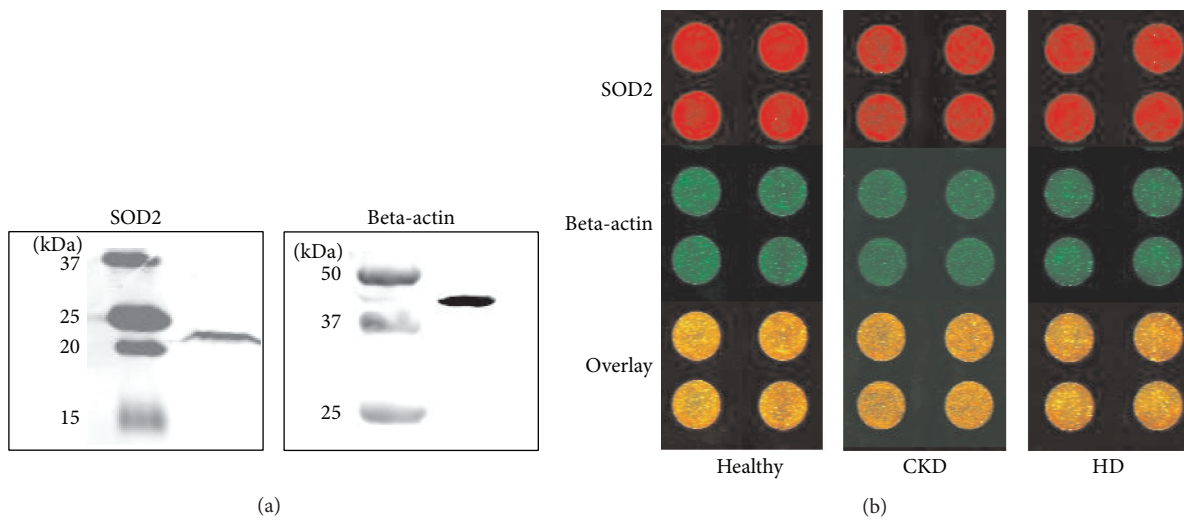 SOD2
(kDa)
37
25
20
15
Beta-actin
(kDa)
50
37
25
(a)
SOD2
Beta-actin
Overlay
Healthy
CKD
HD
(b)